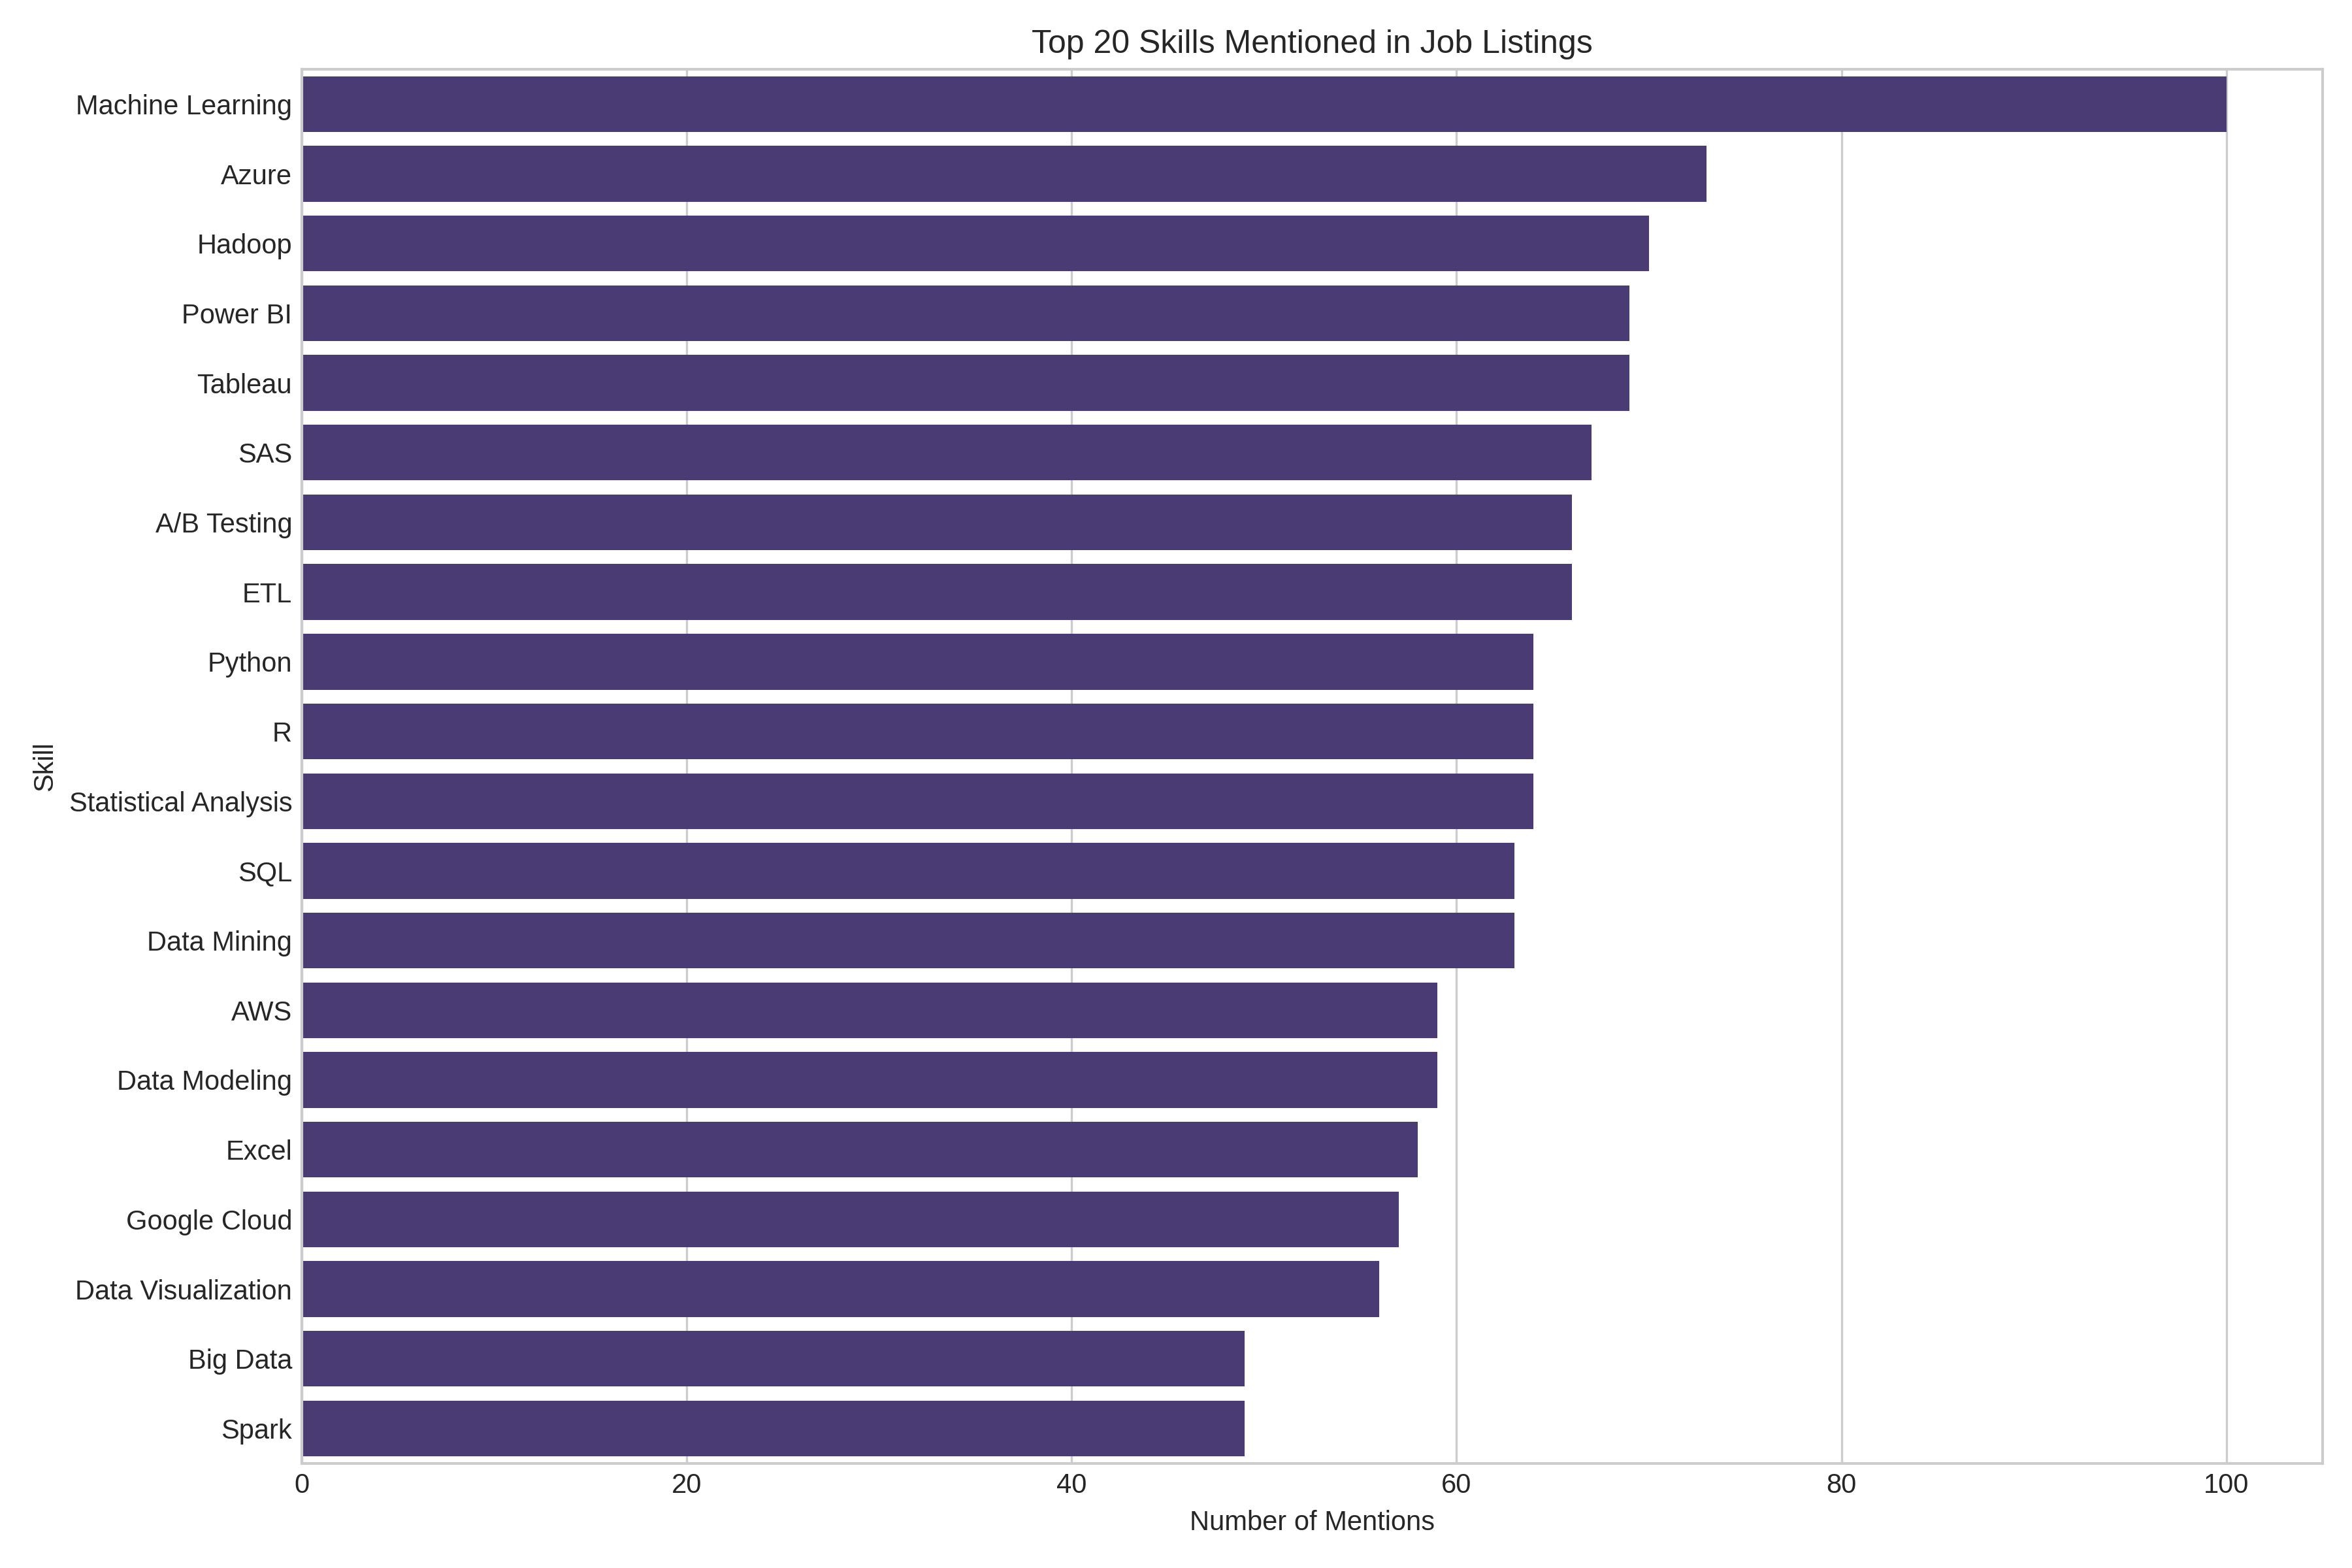 Top 20 Skills Mentioned in Job Listings
Skill
Machine Learning
Azure
Hadoop
Power BI
Tableau
SAS
A/B Testing
ETL
Python
R
Statistical Analysis
SQL
Data Mining
AWS
Data Modeling
Excel
Google Cloud
Data Visualization
Big Data
Spark
0 20 40 60 80 100
Number of Mentions